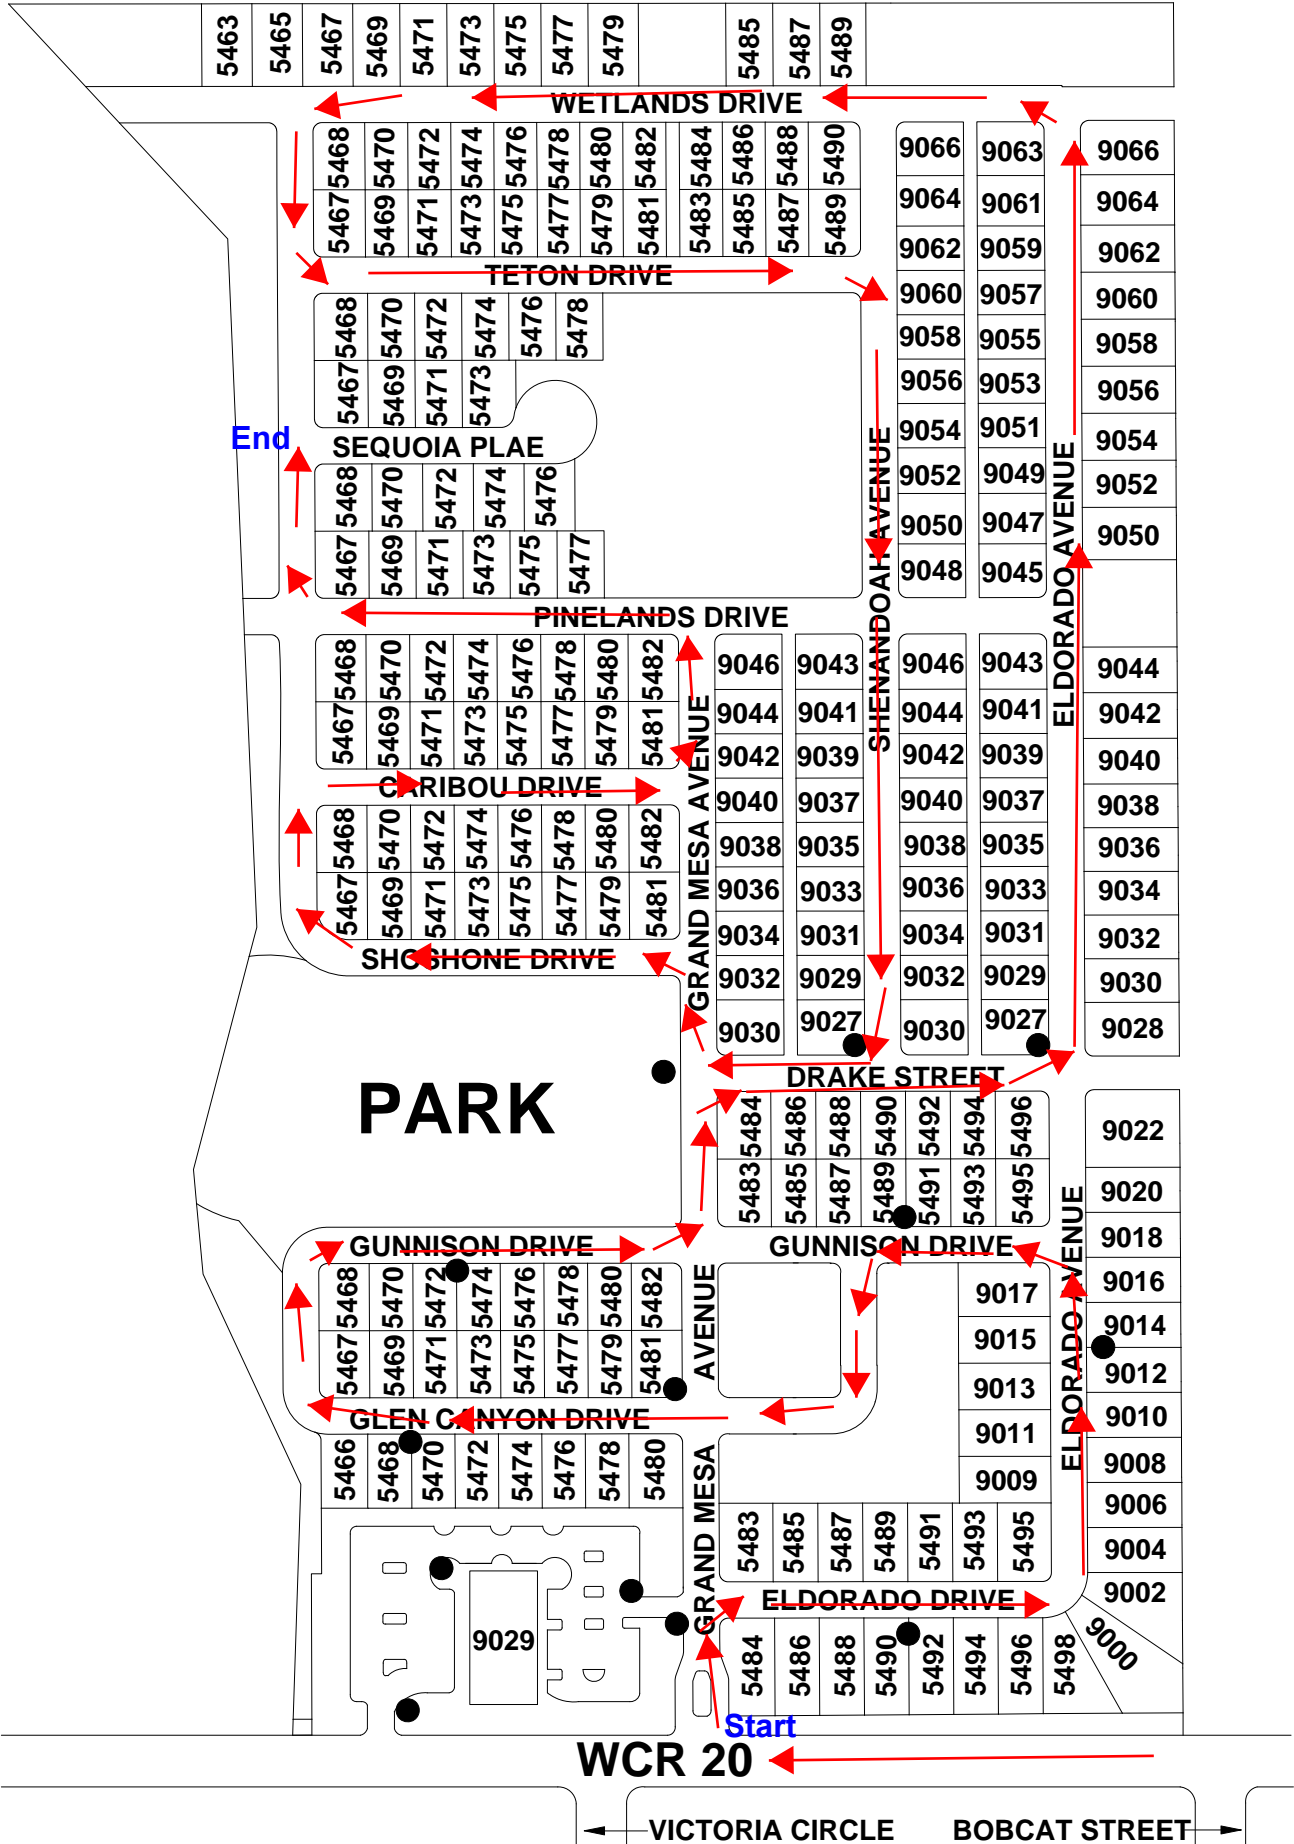 5463 5465 5467 5469 5471 5473 5475 5477 5479 5485 5487 5489
WETLANDS DRIVE
5468 5470 5472 5474 5476 5478 5480 5482 5484 5486 5488 5490
5467 5469 5471 5473 5475 5477 5479 5481 5483 5485 5487 5489
TETON DRIVE
5468 5470 5472 5474 5476 5478
5467 5469 5471 5473
End
SEQUOIA PLAE
5468 5470 5472 5474 5476
5467 5469 5471 5473 5475 5477
PINELANDS DRIVE
9066 9063 9066
9064 9061 9064
9062 9059 9062
9060 9057 9060
9058 9055 9058
9056 9053 9056
9054 9051 9054
9052 9049 9052
9050 9047 9050
9048 9045
SHENANDOAH AVENUE
ELDORADO AVENUE
5468 5470 5472 5474 5476 5478 5480 5482
5467 5469 5471 5473 5475 5477 5479 5481
CARIBOU DRIVE
5468 5470 5472 5474 5476 5478 5480 5482
5467 5469 5471 5473 5475 5477 5479 5481
SHOSHONE DRIVE
GRAND MESA AVENUE
9046 9043 9046 9043 9044
9044 9041 9044 9041 9042
9042 9039 9042 9039 9040
9040 9037 9040 9037 9038
9038 9035 9038 9035 9036
9036 9033 9036 9033 9034
9034 9031 9034 9031 9032
9032 9029 9032 9029 9030
9030 9027 9030 9027 9028
DRAKE STREET
PARK
5484 5486 5488 5490 5492 5494 5496
5483 5485 5487 5489 5491 5493 5495
GUNNISON DRIVE
GUNNISON DRIVE
5468 5470 5472 5474 5476 5478 5480 5482
5467 5469 5471 5473 5475 5477 5479 5481
GLEN CANYON DRIVE
5466 5468 5470 5472 5474 5476 5478 5480
AVENUE
GRAND MESA
9017
9015
9013
9011
9009
ELDORADO AVENUE
9022
9020
9018
9016
9014
9012
9010
9008
9006
9004
9002
9000
5483 5485 5487 5489 5491 5493 5495
ELDORADO DRIVE
5484 5486 5488 5490 5492 5494 5496 5498
9029
Start
WCR 20
VICTORIA CIRCLE
BOBCAT STREET